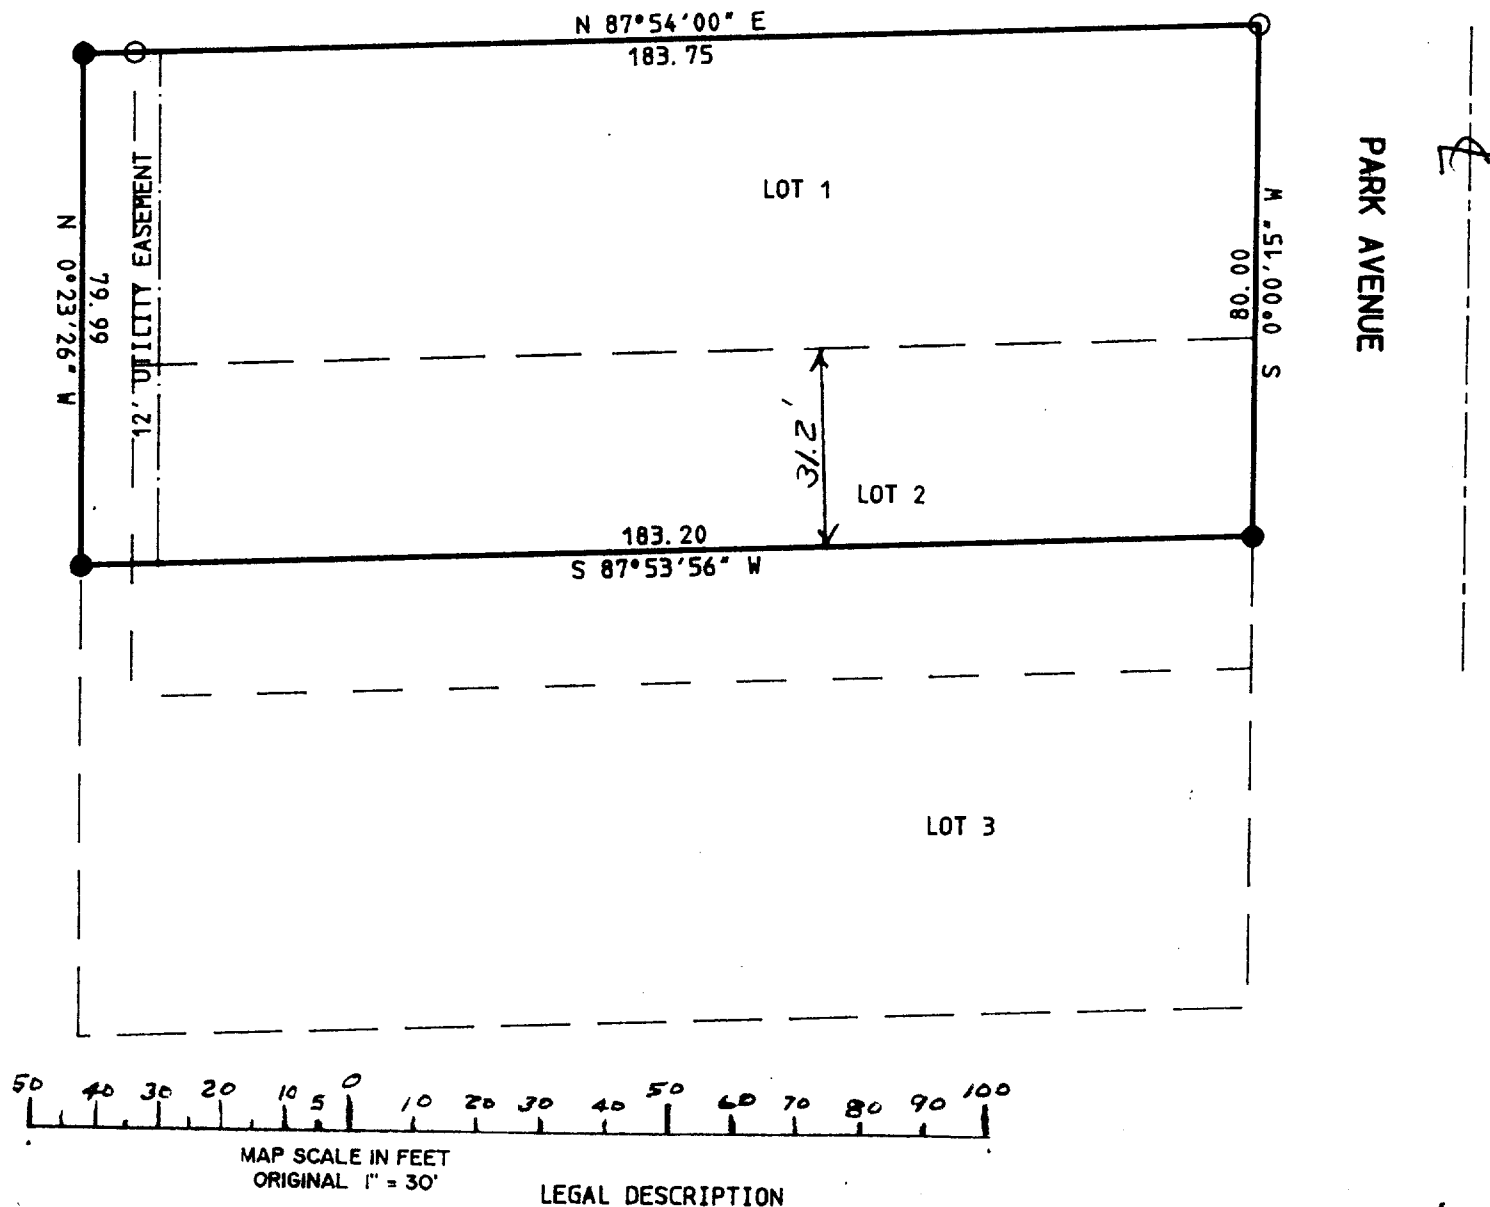 N 87°54'00" E
183.75
LOT 1
PARK AVENUE
12' UTILITY EASEMENT
N 0°23'26" W
79.99
80.00
S 0°00'15" W
31.2'
LOT 2
183.20
S 87°53'56" W
LOT 3
50 40 30 20 10 5 0 10 20 30 40 50 60 70 80 90 100
MAP SCALE IN FEET
ORIGINAL 1" = 30'
LEGAL DESCRIPTION